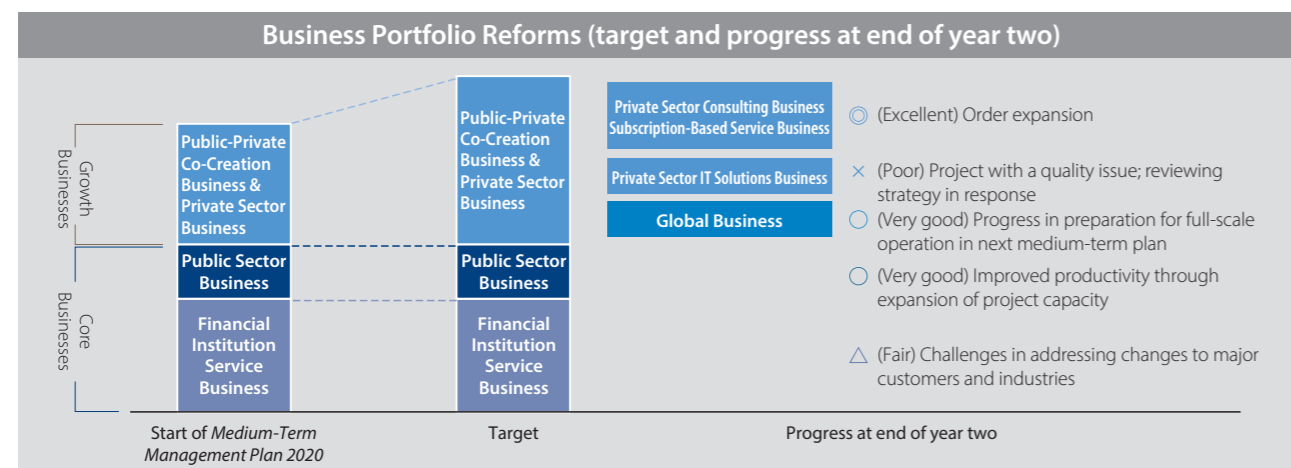 Business Portfolio Reforms (target and progress at end of year two)
Growth
Businesses
Core
Businesses
Public-Private
Co-Creation
Business &
Private Sector
Business
Public Sector
Business
Financial
Institution
Service
Business
Public-Private
Co-Creation
Business &
Private Sector
Business
Public Sector
Business
Financial
Institution
Service
Business
Private Sector Consulting Business
Subscription-Based Service Business
Private Sector IT Solutions Business
Global Business
◎ (Excellent) Order expansion
× (Poor) Project with a quality issue; reviewing
strategy in response
○ (Very good) Progress in preparation for full-scale
operation in next medium-term plan
○ (Very good) Improved productivity through
expansion of project capacity
△ (Fair) Challenges in addressing changes to major
customers and industries
Start of Medium-Term
Management Plan 2020
Target
Progress at end of year two